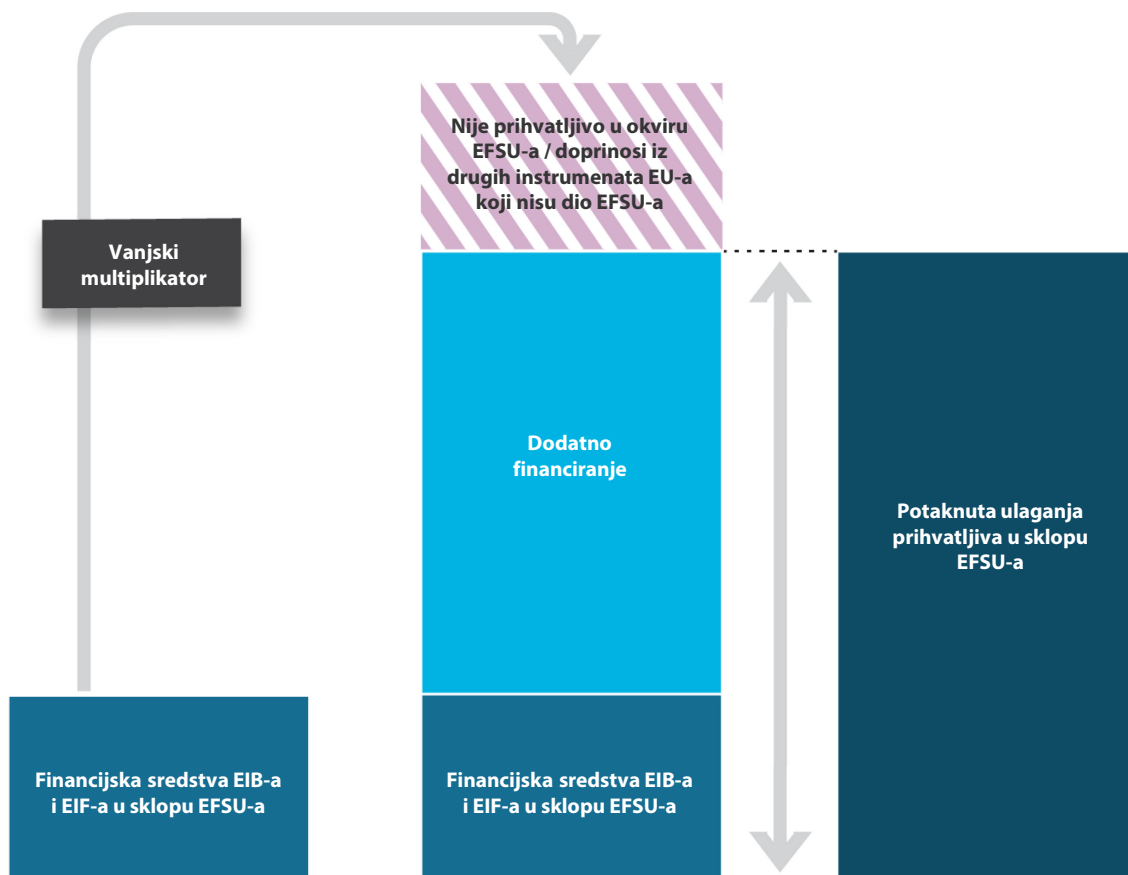 Nije prihvatljivo u okviru
EFSU-a / doprinosi iz
drugih instrumenata EU-a
koji nisu dio EFSU-a
Vanjski
multiplikator
Dodatno
financiranje
Potaknuta ulaganja
prihvatljiva u sklopu
EFSU-a
Financijska sredstva EIB-a
i EIF-a u sklopu EFSU-a
Financijska sredstva EIB-a
i EIF-a u sklopu EFSU-a